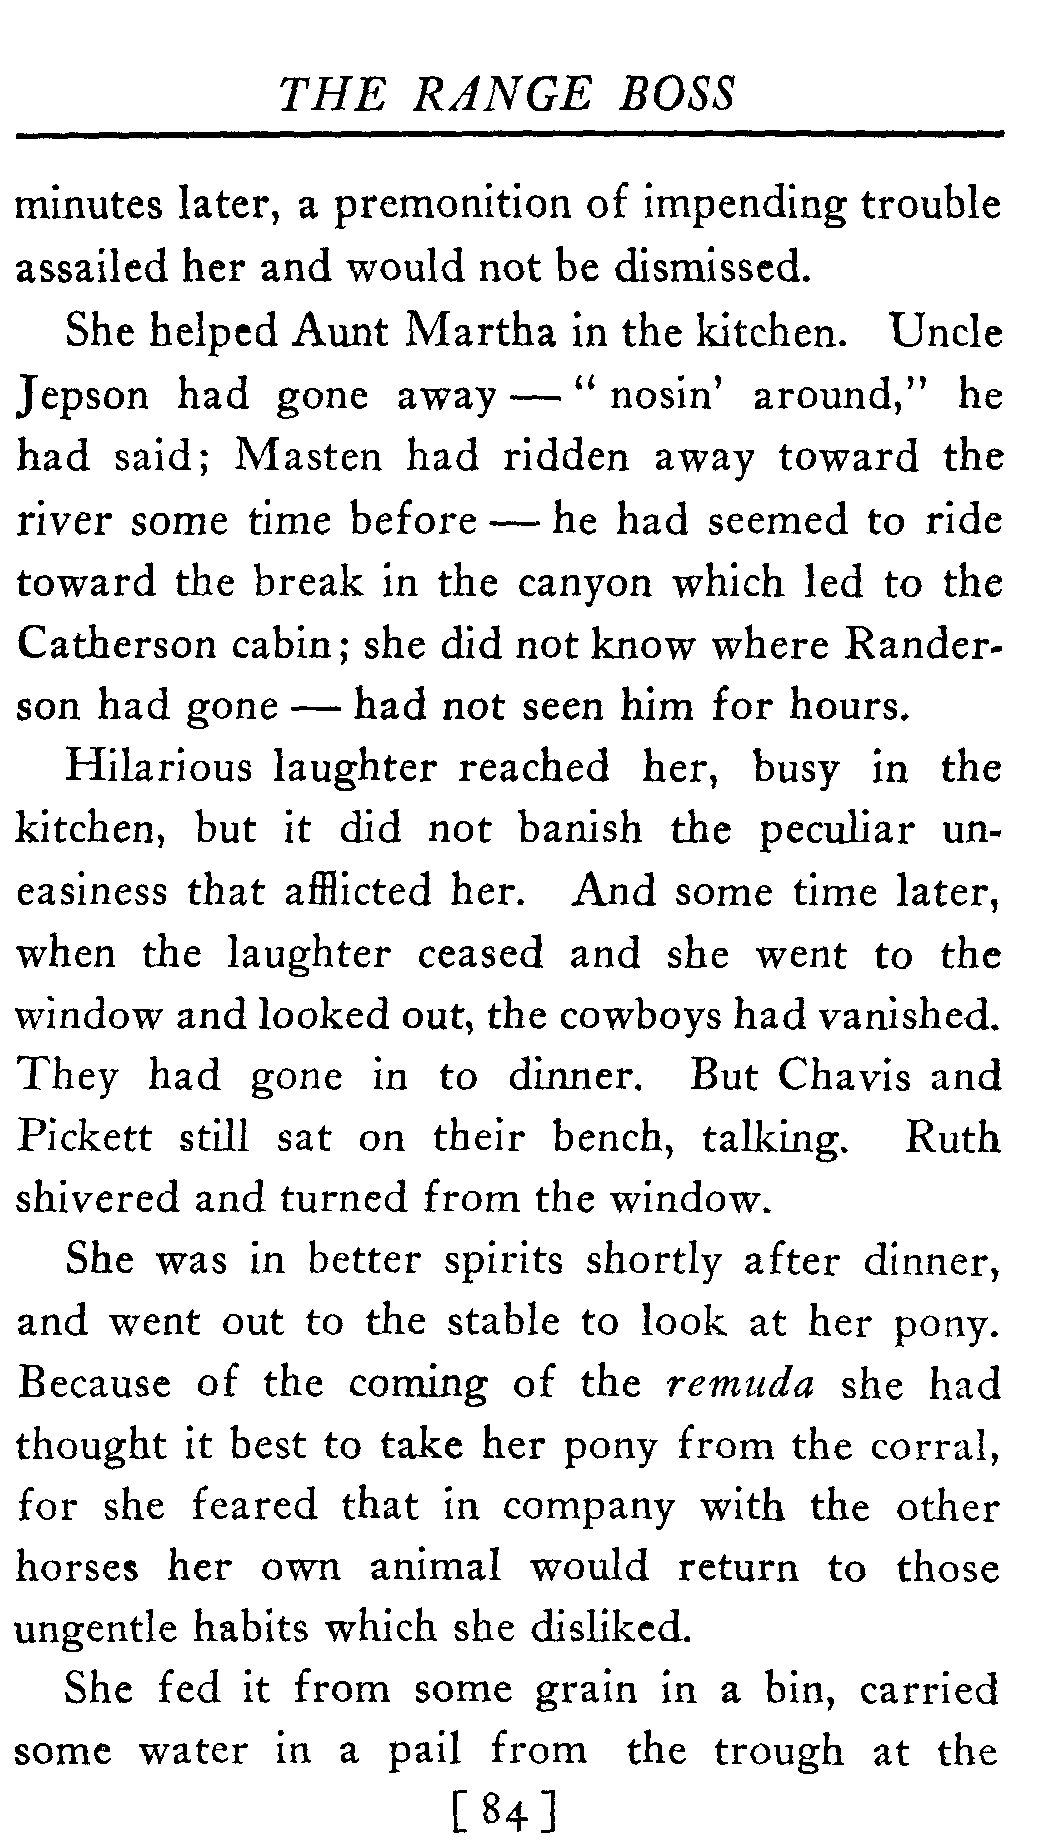 THE RANGE BOSS
minutes later, a premonition of impending trouble
assailed her and would not be dismissed.
She helped Aunt Martha in the kitchen. Uncle
Jepson had gone away — " nosin' around," he
had said; Masten had ridden away toward the
river some time before — he had seemed to ride
toward the break in the canyon which led to the
Catherson cabin; she did not know where Rander-
son had gone — had not seen him for hours.
Hilarious laughter reached her, busy in the
kitchen, but it did not banish the peculiar un-
easiness that afflicted her. And some time later,
when the laughter ceased and she went to the
window and looked out, the cowboys had vanished.
They had gone in to dinner. But Chavis and
Pickett still sat on their bench, talking. Ruth
shivered and turned from the window.
She was in better spirits shortly after dinner,
and went out to the stable to look at her pony.
Because of the coming of the remuda she had
thought it best to take her pony from the corral,
for she feared that in company with the other
horses her own animal would return to those
ungentle habits which she disliked.
She fed it from some grain in a bin, carried
some water in a pail from the trough at the
[ 84 ]